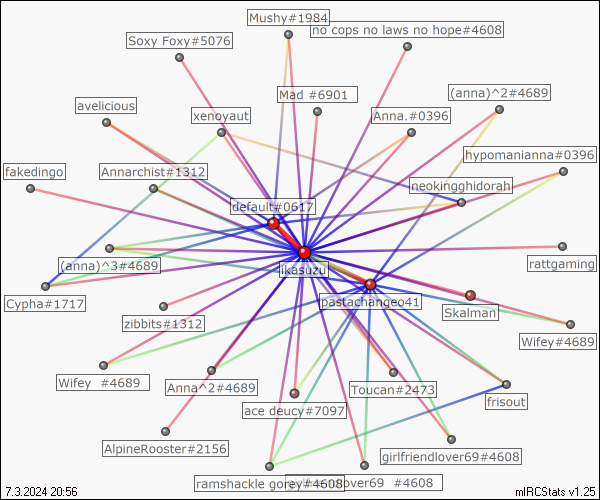 Mushy#1984
no cops no laws no hope#4608
Soxy Foxy#5076
Mad #6901
(anna)^2#4689
avelicious
xenoyaut
Anna.#0396
hypomanianna#0396
fakedingo
Annarchist#1312
neokingghidorah
default#0617
(anna)^3#4689
ikasuzu
rattgaming
Cypha#1717
pastachangeo41
Skalman
zibbits#1312
Wifey#4689
Wifey #4689
Anna^2#4689
Toucan#2473
frisout
ace deucy#7097
AlpineRooster#2156
girlfriendlover69#4608
ramshackle gorey#4608
lover69 #4608
7.3.2024 20:56
mIRCStats v1.25